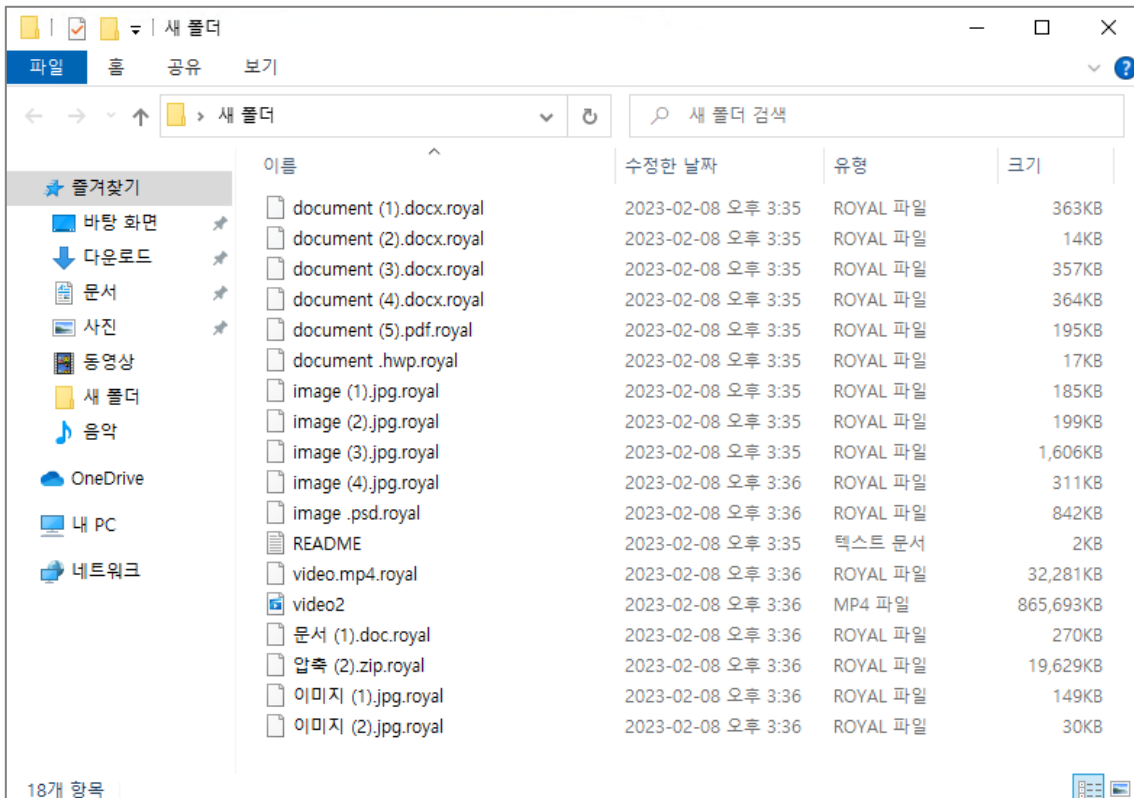 새 폴더
파일 홈 공유 보기
새 폴더 새 폴더 검색
이름 수정한 날짜 유형 크기
즐겨찾기
바탕 화면
다운로드
문서
사진
동영상
새 폴더
음악
OneDrive
내 PC
네트워크
document (1).docx.royal 2023-02-08 오후 3:35 ROYAL 파일 363KB
document (2).docx.royal 2023-02-08 오후 3:35 ROYAL 파일 14KB
document (3).docx.royal 2023-02-08 오후 3:35 ROYAL 파일 357KB
document (4).docx.royal 2023-02-08 오후 3:35 ROYAL 파일 364KB
document (5).pdf.royal 2023-02-08 오후 3:35 ROYAL 파일 195KB
document .hwp.royal 2023-02-08 오후 3:35 ROYAL 파일 17KB
image (1).jpg.royal 2023-02-08 오후 3:35 ROYAL 파일 185KB
image (2).jpg.royal 2023-02-08 오후 3:35 ROYAL 파일 199KB
image (3).jpg.royal 2023-02-08 오후 3:36 ROYAL 파일 1,606KB
image (4).jpg.royal 2023-02-08 오후 3:36 ROYAL 파일 311KB
image .psd.royal 2023-02-08 오후 3:36 ROYAL 파일 842KB
README 2023-02-08 오후 3:35 텍스트 문서 2KB
video.mp4.royal 2023-02-08 오후 3:36 ROYAL 파일 32,281KB
video2 2023-02-08 오후 3:36 MP4 파일 865,693KB
문서 (1).doc.royal 2023-02-08 오후 3:36 ROYAL 파일 270KB
압축 (2).zip.royal 2023-02-08 오후 3:36 ROYAL 파일 19,629KB
이미지 (1).jpg.royal 2023-02-08 오후 3:36 ROYAL 파일 149KB
이미지 (2).jpg.royal 2023-02-08 오후 3:36 ROYAL 파일 30KB
18개 항목